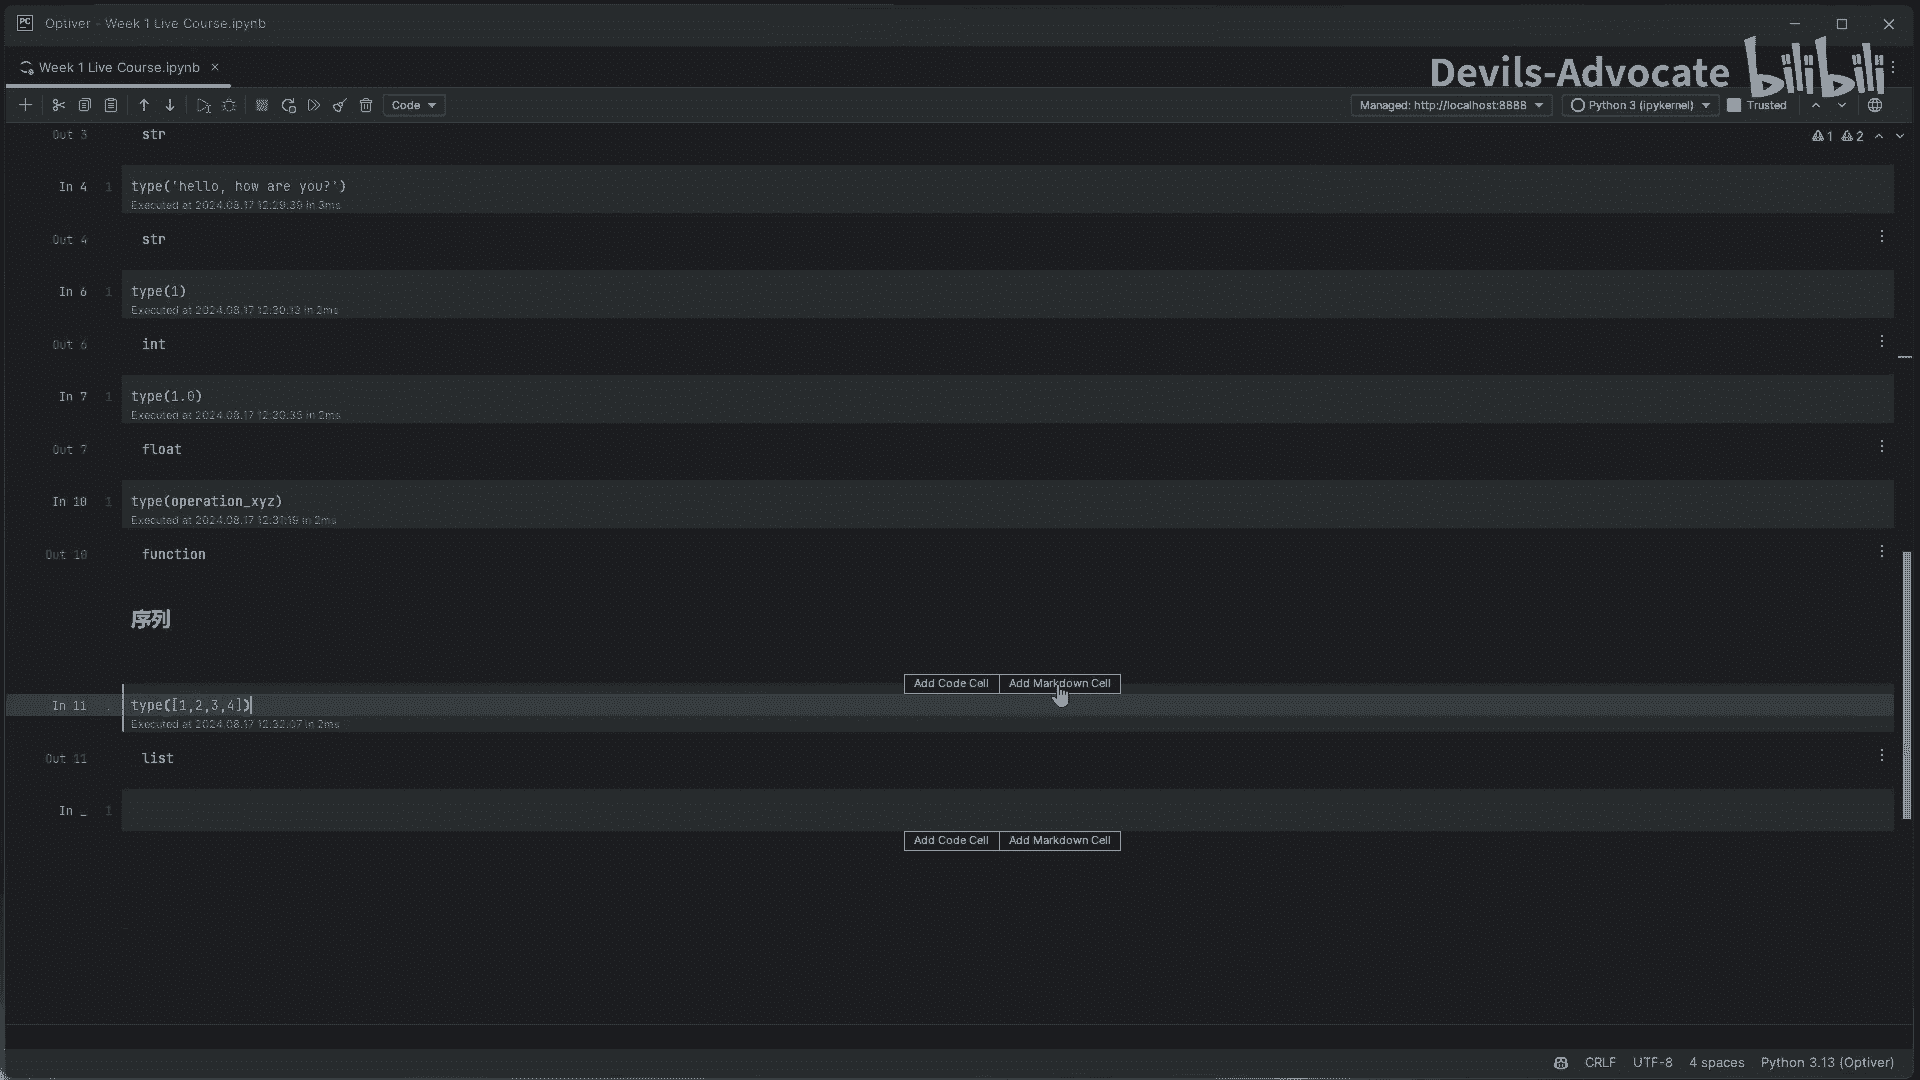 Optiver - Week 1 Live Course.ipynb
Week 1 Live Course.ipynb
Devils-Advocate bilibili
Code
Managed: http://localhost:8888
Python 3 (ipykernel)
Trusted
Out 3 str
1 2
In 4 1 type('hello, how are you?')
Executed at 2024.08.17 12:29:39 in 3ms
Out 4 str
In 6 1 type(1)
Executed at 2024.08.17 12:30:13 in 2ms
Out 6 int
In 7 1 type(1.0)
Executed at 2024.08.17 12:30:35 in 2ms
Out 7 float
In 10 1 type(operation_xyz)
Executed at 2024.08.17 12:31:19 in 2ms
Out 10 function
序列
Add Code Cell Add Markdown Cell
In 11 type([1,2,3,4])
Executed at 2024.08.17 12:32:07 in 2ms
Out 11 list
In _ 1
Add Code Cell Add Markdown Cell
CRLF UTF-8 4 spaces Python 3.13 (Optiver)